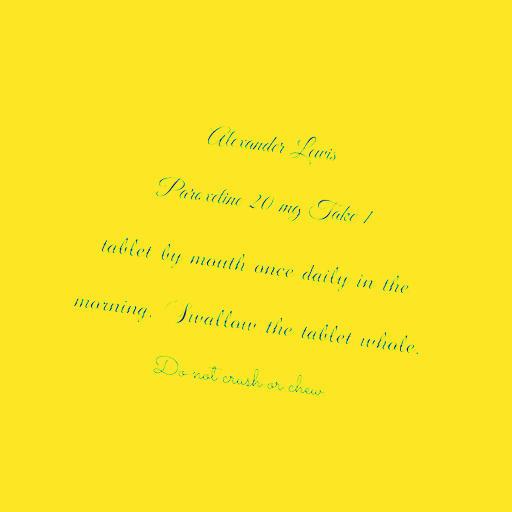 Alexander Lewis
Paroxetine 20 mg Take 1
tablet by mouth once daily in the
morning. Swallow the tablet whole.
Do not crush or chew